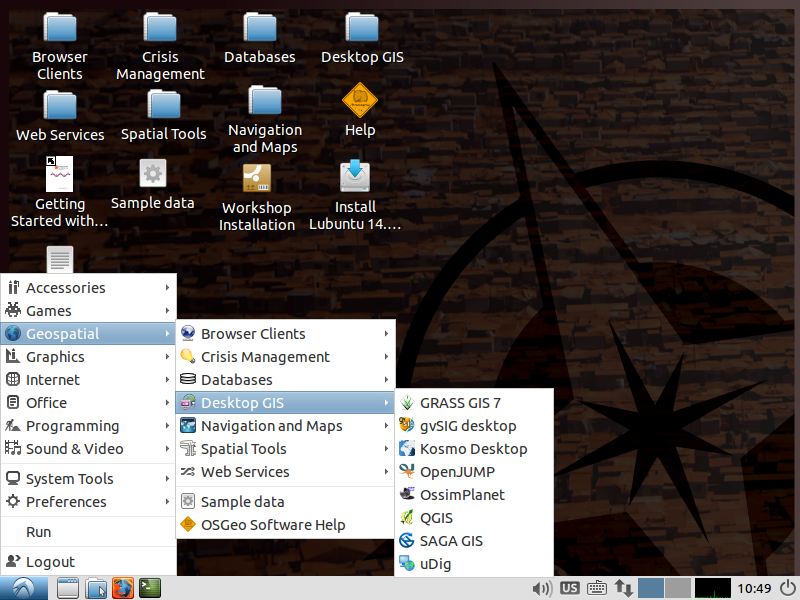 Browser
Clients
Crisis
Management
Databases
Desktop GIS
Web Services
Spatial Tools
Navigation
and Maps
Help
Getting
Started with...
Sample data
Workshop
Installation
Install
Lubuntu 14....
Accessories
Games
Geospatial
Graphics
Internet
Office
Programming
Sound & Video
System Tools
Preferences
Run
Logout
Browser Clients
Crisis Management
Databases
Desktop GIS
Navigation and Maps
Spatial Tools
Web Services
Sample data
OSGeo Software Help
GRASS GIS 7
gvSIG desktop
Kosmo Desktop
OpenJUMP
OssimPlanet
QGIS
SAGA GIS
uDig
US
10:49